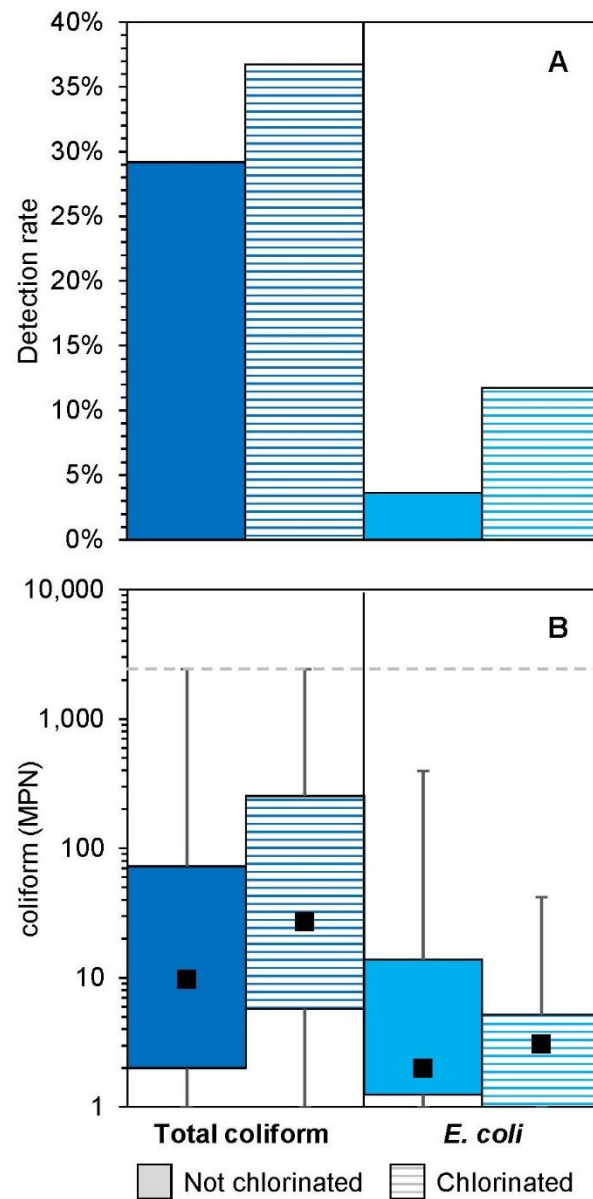 40%
35%
30%
25%
20%
15%
10%
5%
0%
Detection rate
A
10,000
1,000
100
10
1
coliform (MPN)
B
Total coliform
E. coli
Not chlorinated
Chlorinated